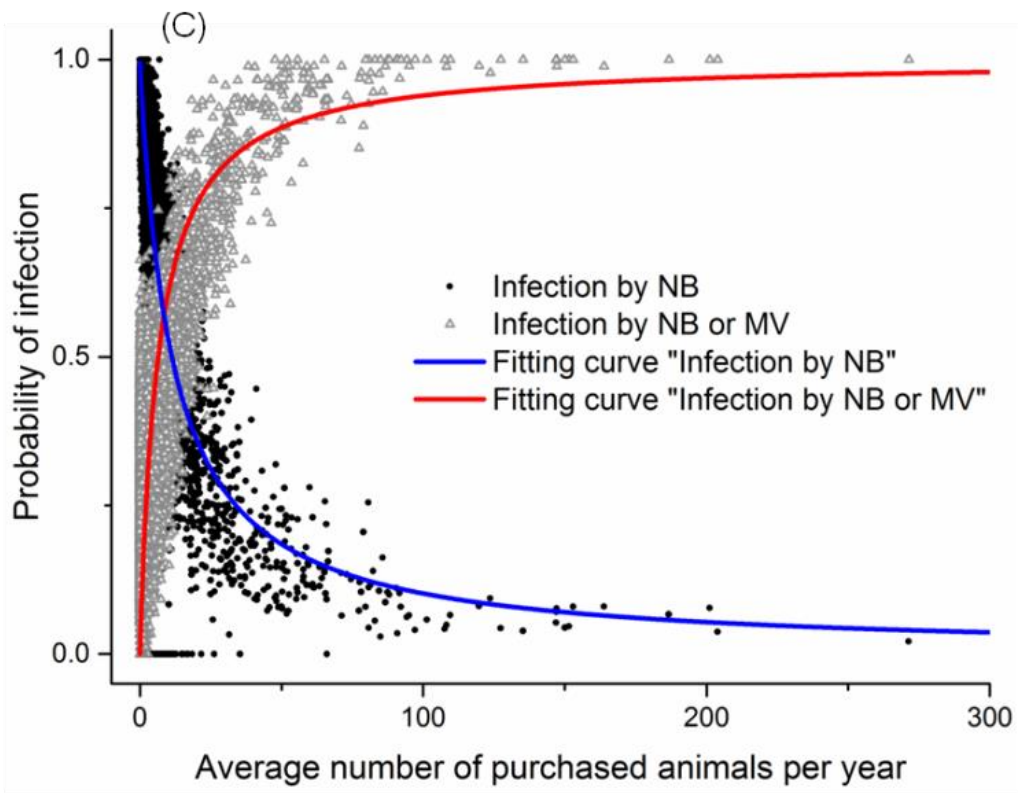 (C)
1.0
0.5
0.0
Probability of infection
Infection by NB
Infection by NB or MV
Fitting curve "Infection by NB"
Fitting curve "Infection by NB or MV"
0
100
200
300
Average number of purchased animals per year